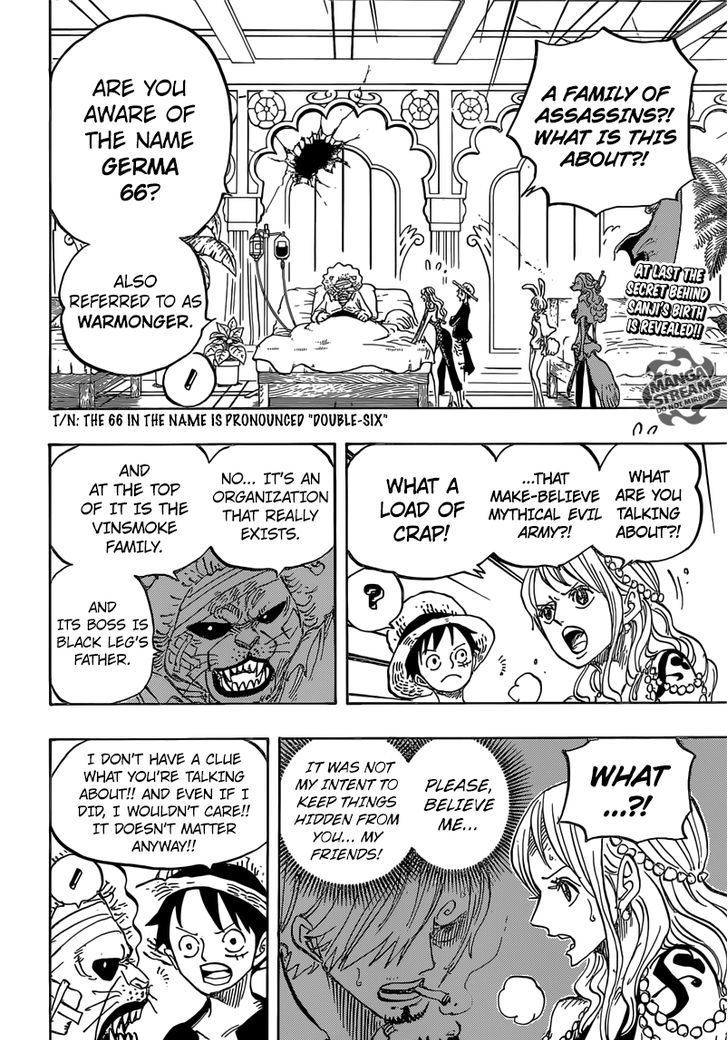 A FAMILY OF
ASSASSINS?!
WHAT IS THIS
ABOUT?!
ARE YOU
AWARE OF
THE NAME
GERMA
66?
ALSO
REFERRED TO AS
WARMONGER.
!
AT LAST THE
SECRET BEHIND
SANJI'S BIRTH
IS REVEALED!!
MANGA
STREAM
DO NOT MIRROR
T/N: THE 66 IN THE NAME IS PRONOUNCED "DOUBLE-SIX"
WHAT
ARE YOU
TALKING
ABOUT?!
...THAT
MAKE-BELIEVE
MYTHICAL EVIL
ARMY?!
WHAT A
LOAD OF
CRAP!
?
NO... IT'S AN
ORGANIZATION
THAT REALLY
EXISTS.
AND
AT THE TOP
OF IT IS THE
VINSMOKE
FAMILY.
AND
ITS BOSS IS
BLACK LEG'S
FATHER.
WHAT
...?!
PLEASE,
BELIEVE
ME...
IT WAS NOT
MY INTENT TO
KEEP THINGS
HIDDEN FROM
YOU... MY
FRIENDS!
I DON'T HAVE A CLUE
WHAT YOU'RE TALKING
ABOUT!! AND EVEN IF I
DID, I WOULDN'T CARE!!
IT DOESN'T MATTER
ANYWAY!!
!